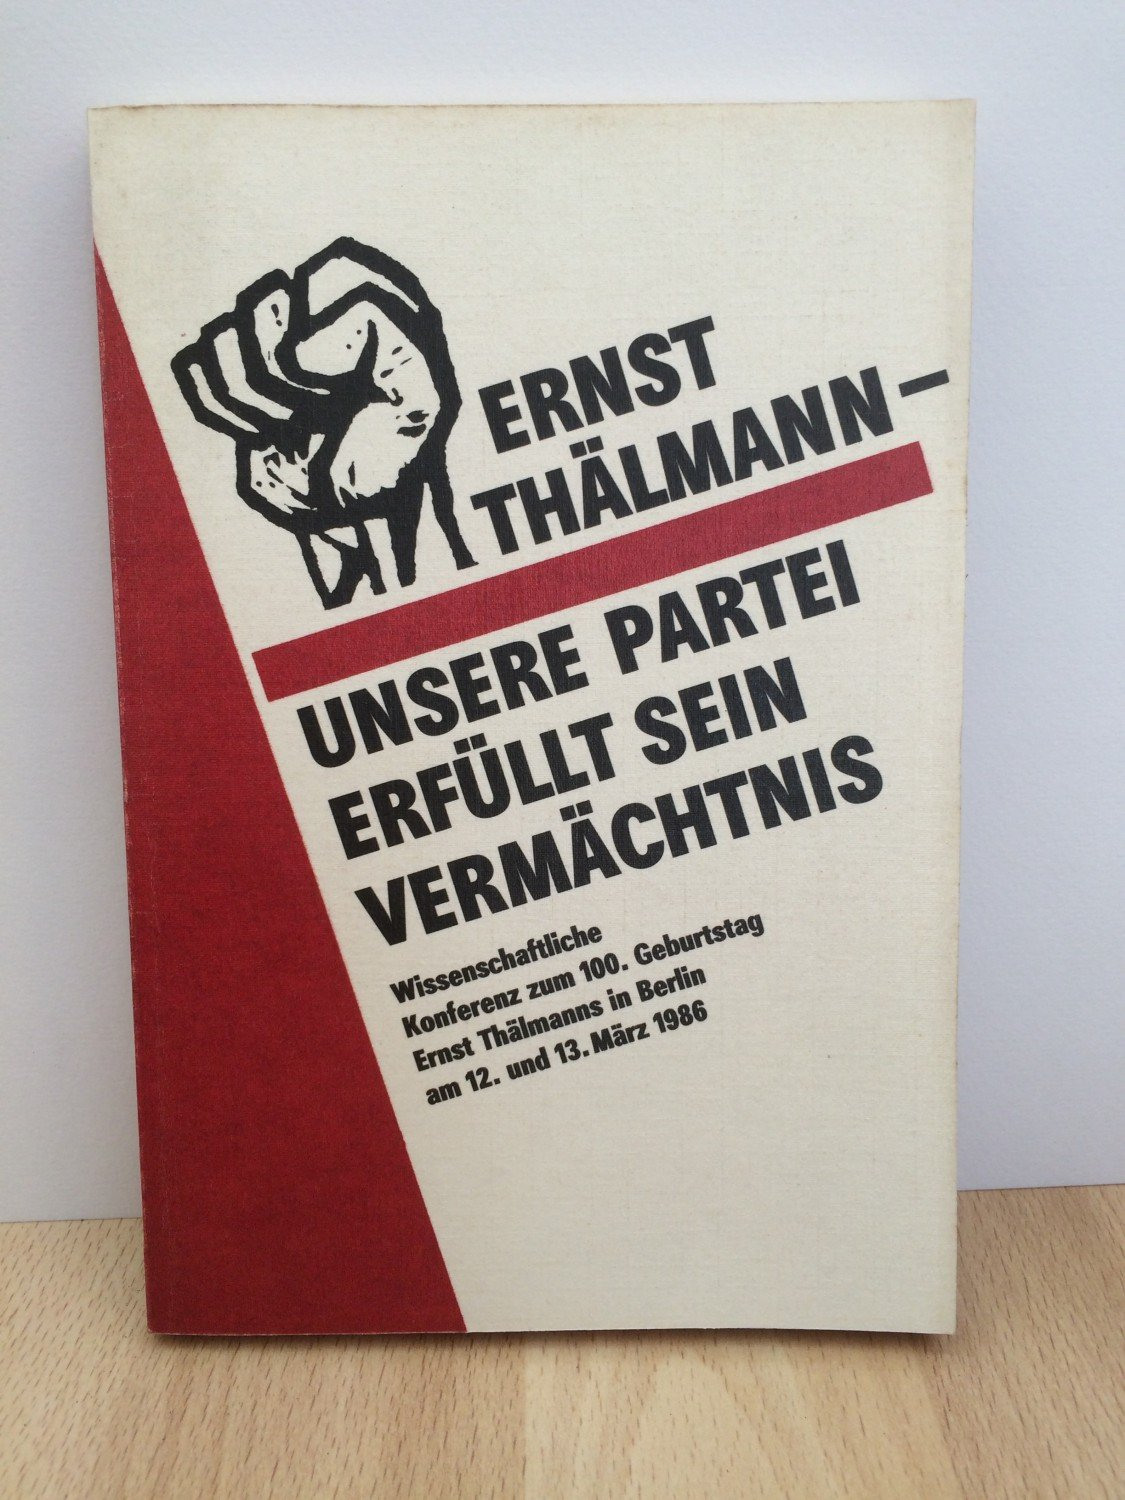 ERNST
THÄLMANN –
UNSERE PARTEI
ERFÜLLT SEIN
VERMÄCHTNIS
Wissenschaftliche
Konferenz zum 100. Geburtstag
Ernst Thälmanns in Berlin
am 12. und 13. März 1986